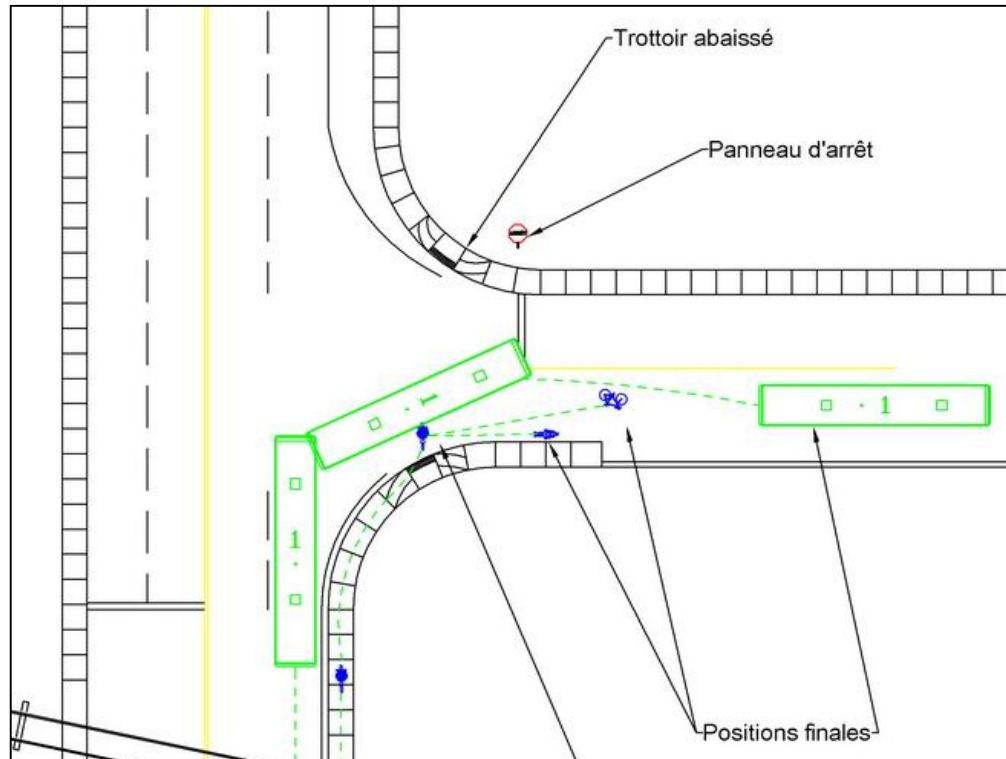 Trottoir abaissé
Panneau d'arrêt
1
1
1
Positions finales